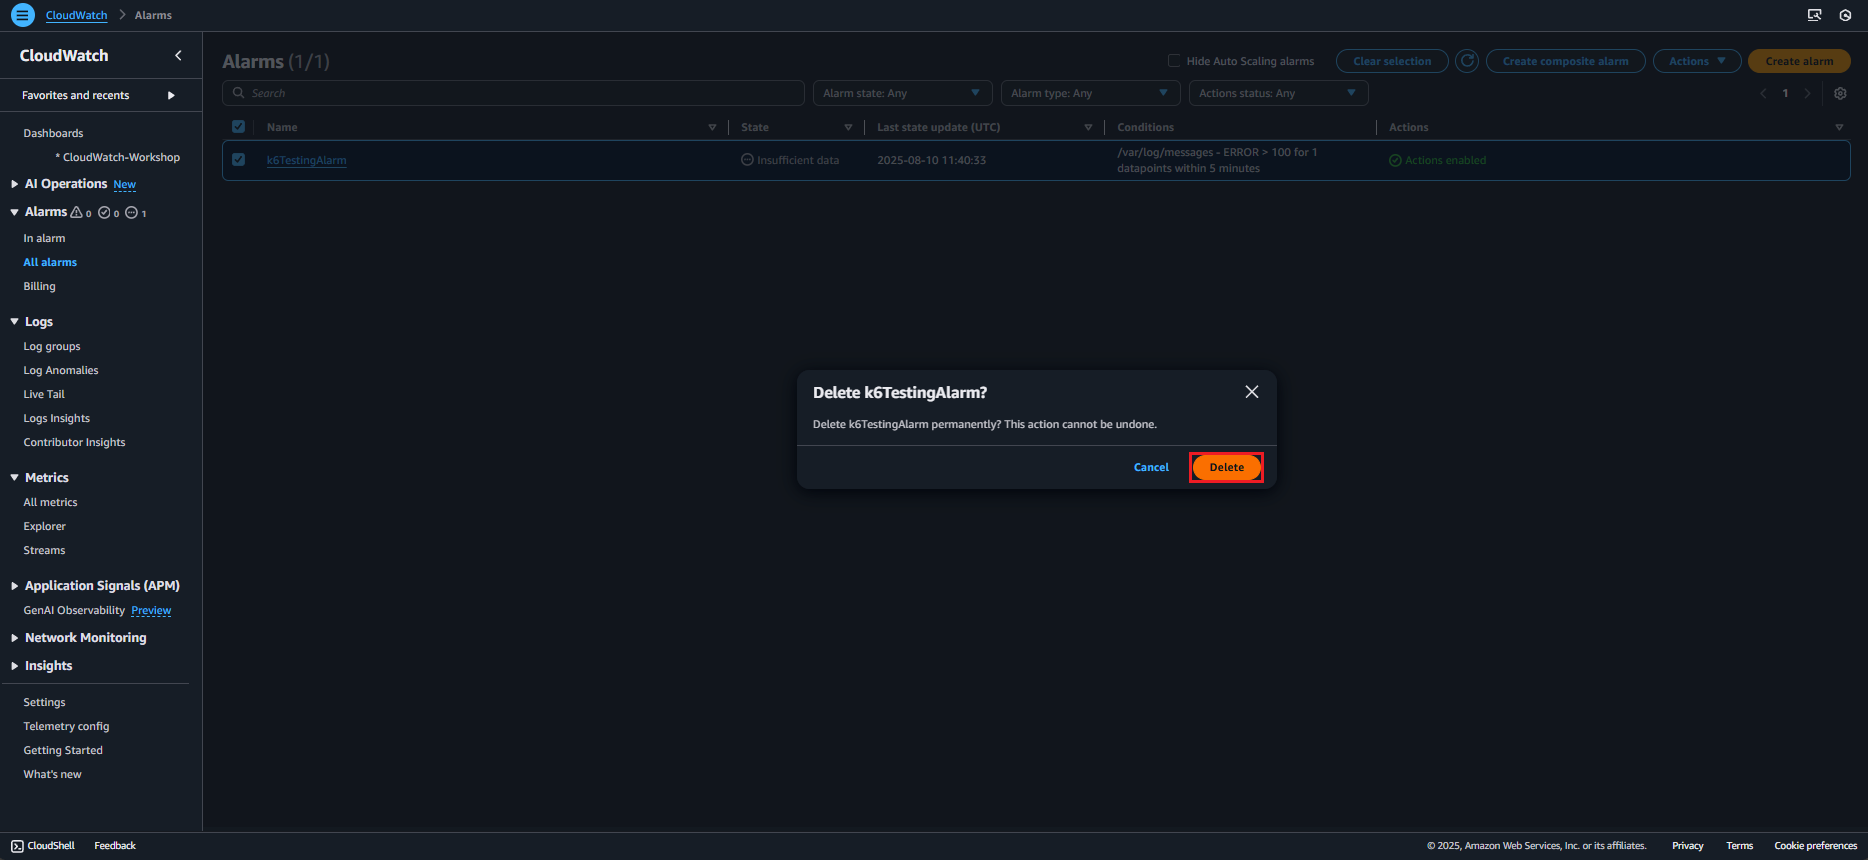 CloudWatch > Alarms
CloudWatch
Favorites and recents
Dashboards
* CloudWatch-Workshop
AI Operations New
Alarms 0 0 1
In alarm
All alarms
Billing
Logs
Log groups
Log Anomalies
Live Tail
Logs Insights
Contributor Insights
Metrics
All metrics
Explorer
Streams
Application Signals (APM)
GenAI Observability Preview
Network Monitoring
Insights
Settings
Telemetry config
Getting Started
What's new
Alarms (1/1)
Hide Auto Scaling alarms
Clear selection
Create composite alarm
Actions
Create alarm
Search
Alarm state: Any
Alarm type: Any
Actions status: Any
1
Name
State
Last state update (UTC)
Conditions
Actions
k6TestingAlarm
Insufficient data
2025-08-10 11:40:33
/var/log/messages - ERROR > 100 for 1
datapoints within 5 minutes
Actions enabled
Delete k6TestingAlarm?
Delete k6TestingAlarm permanently? This action cannot be undone.
Cancel
Delete
CloudShell
Feedback
© 2025, Amazon Web Services, Inc. or its affiliates.
Privacy
Terms
Cookie preferences